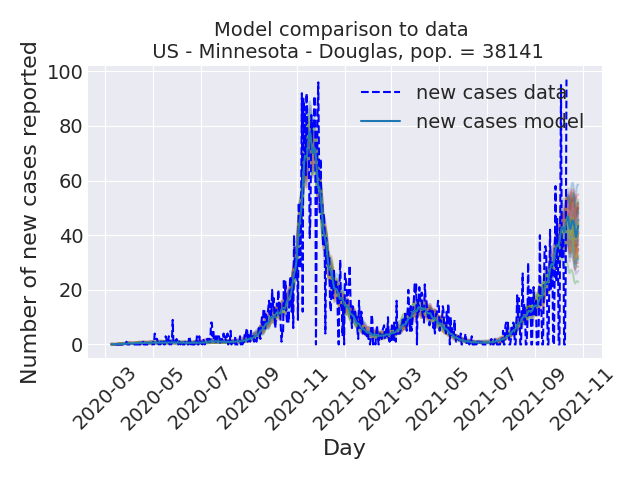 Model comparison to data
US - Minnesota - Douglas, pop. = 38141
Number of new cases reported
100
80
60
40
20
0
new cases data
new cases model
2020-03
2020-05
2020-07
2020-09
2020-11
2021-01
2021-03
2021-05
2021-07
2021-09
2021-11
Day